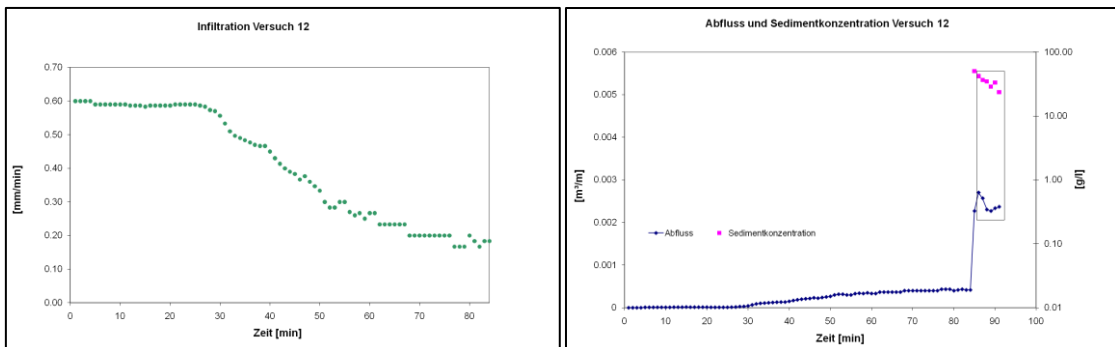 Infiltration Versuch 12
[mm/min]
0.70
0.60
0.50
0.40
0.30
0.20
0.10
0.00
0 10 20 30 40 50 60 70 80
Zeit [min]
Abfluss und Sedimentkonzentration Versuch 12
[m³/m]
0.006
0.005
0.004
0.003
0.002
0.001
0
Abfluss Sedimentkonzentration
100.00
10.00
1.00
0.10
0.01
[g/l]
0 10 20 30 40 50 60 70 80 90 100
Zeit [min]